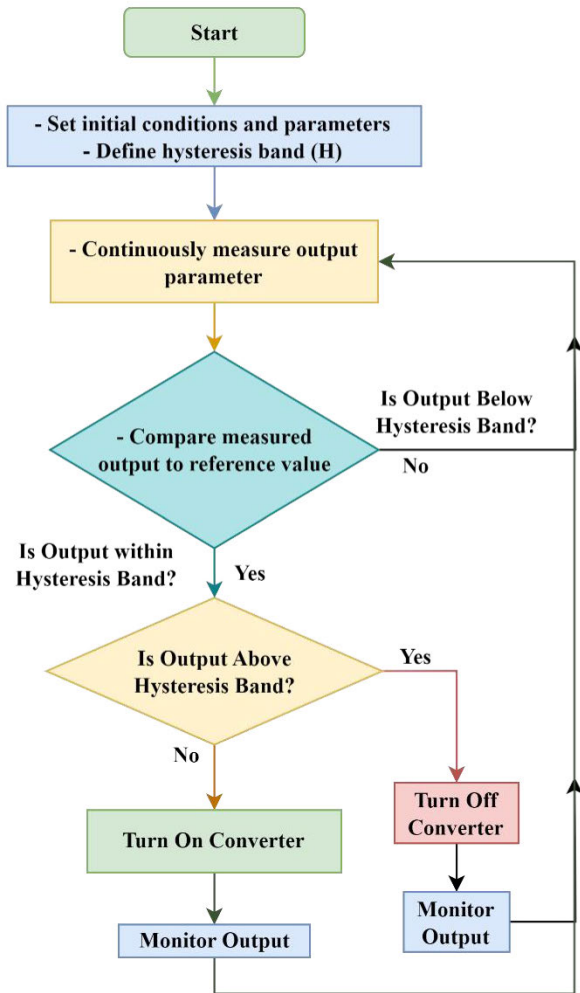 Start
- Set initial conditions and parameters
- Define hysteresis band (H)
- Continuously measure output
parameter
Is Output Below
Hysteresis Band?
- Compare measured
output to reference value
No
Is Output within
Hysteresis Band?
Yes
Is Output Above
Hysteresis Band?
Yes
No
Turn Off
Converter
Turn On Converter
Monitor
Output
Monitor Output